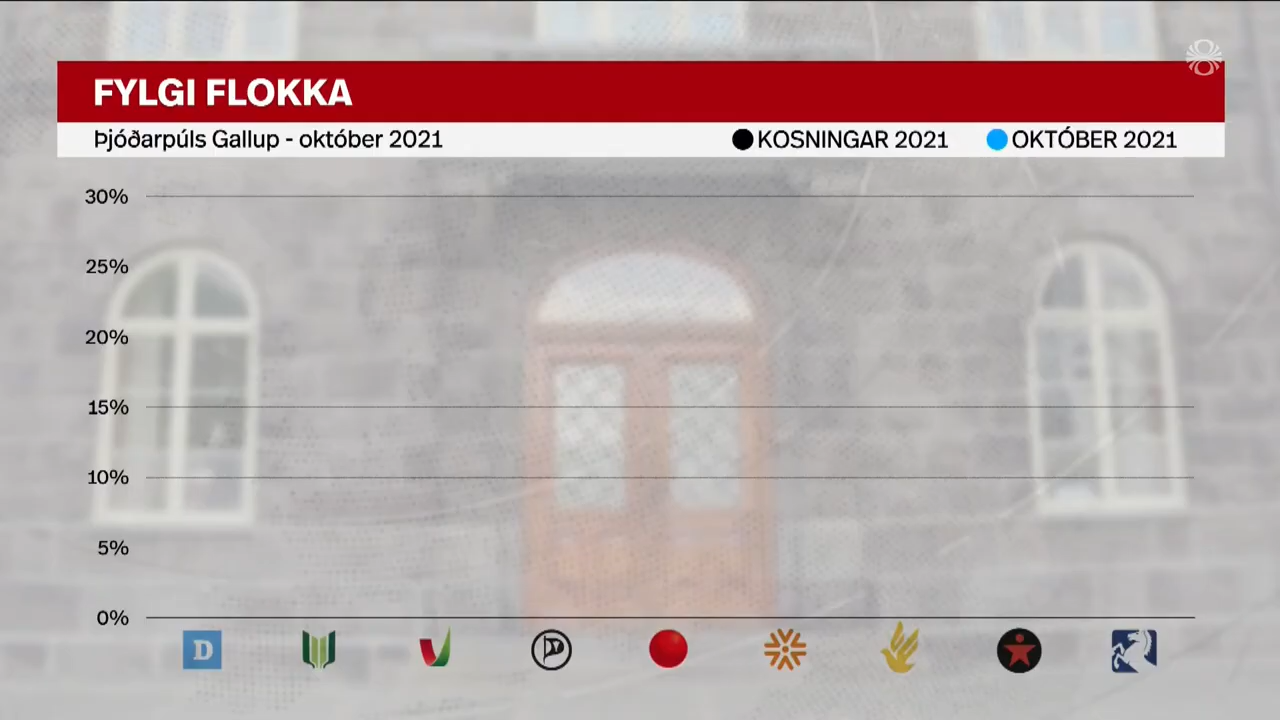 FYLGI FLOKKA
Þjóðarpúls Gallup - október 2021
KOSNINGAR 2021
OKTÓBER 2021
30%
25%
20%
15%
10%
5%
0%
D